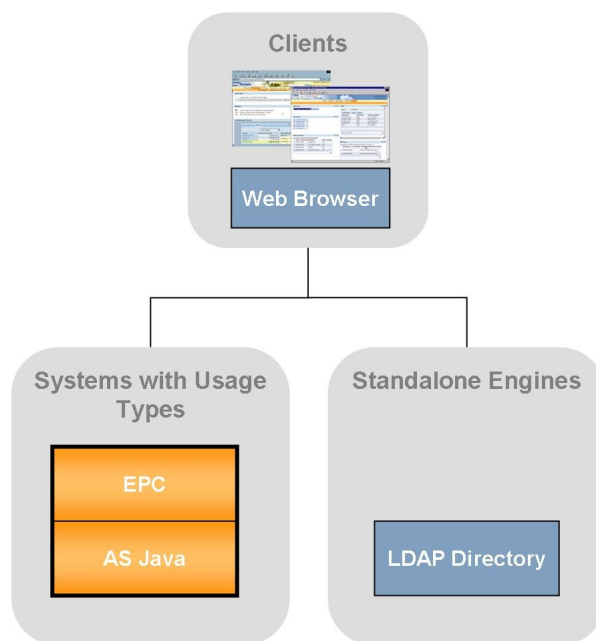 Clients
Web Browser
Systems with Usage
Types
Standalone Engines
EPC
AS Java
LDAP Directory